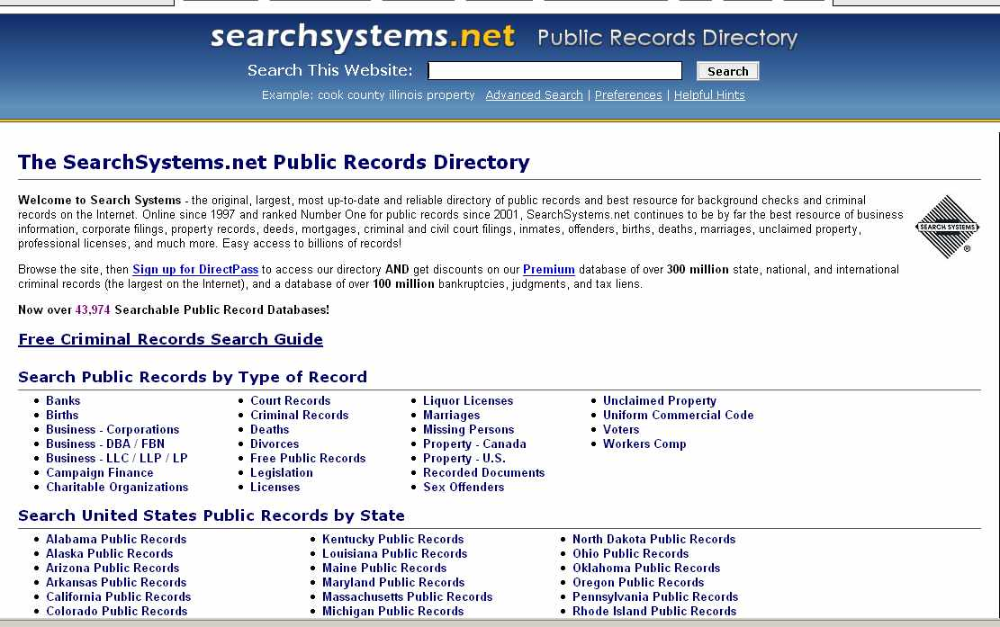 searchsystems.net Public Records Directory
Search This Website: Search
Example: cook county illinois property Advanced Search | Preferences | Helpful Hints
The SearchSystems.net Public Records Directory
Welcome to Search Systems - the original, largest, most up-to-date and reliable directory of public records and best resource for background checks and criminal
records on the Internet. Online since 1997 and ranked Number One for public records since 2001, SearchSystems.net continues to be by far the best resource of business
information, corporate filings, property records, deeds, mortgages, criminal and civil court filings, inmates, offenders, births, deaths, marriages, unclaimed property,
professional licenses, and much more. Easy access to billions of records!
SEARCH SYSTEMS ®
Browse the site, then Sign up for DirectPass to access our directory AND get discounts on our Premium database of over 300 million state, national, and international
criminal records (the largest on the Internet), and a database of over 100 million bankruptcies, judgments, and tax liens.
Now over 43,974 Searchable Public Record Databases!
Free Criminal Records Search Guide
Search Public Records by Type of Record
• Banks
• Births
• Business - Corporations
• Business - DBA / FBN
• Business - LLC / LLP / LP
• Campaign Finance
• Charitable Organizations
• Court Records
• Criminal Records
• Deaths
• Divorces
• Free Public Records
• Legislation
• Licenses
• Liquor Licenses
• Marriages
• Missing Persons
• Property - Canada
• Property - U.S.
• Recorded Documents
• Sex Offenders
• Unclaimed Property
• Uniform Commercial Code
• Voters
• Workers Comp
Search United States Public Records by State
• Alabama Public Records
• Alaska Public Records
• Arizona Public Records
• Arkansas Public Records
• California Public Records
• Colorado Public Records
• Kentucky Public Records
• Louisiana Public Records
• Maine Public Records
• Maryland Public Records
• Massachusetts Public Records
• Michigan Public Records
• North Dakota Public Records
• Ohio Public Records
• Oklahoma Public Records
• Oregon Public Records
• Pennsylvania Public Records
• Rhode Island Public Records